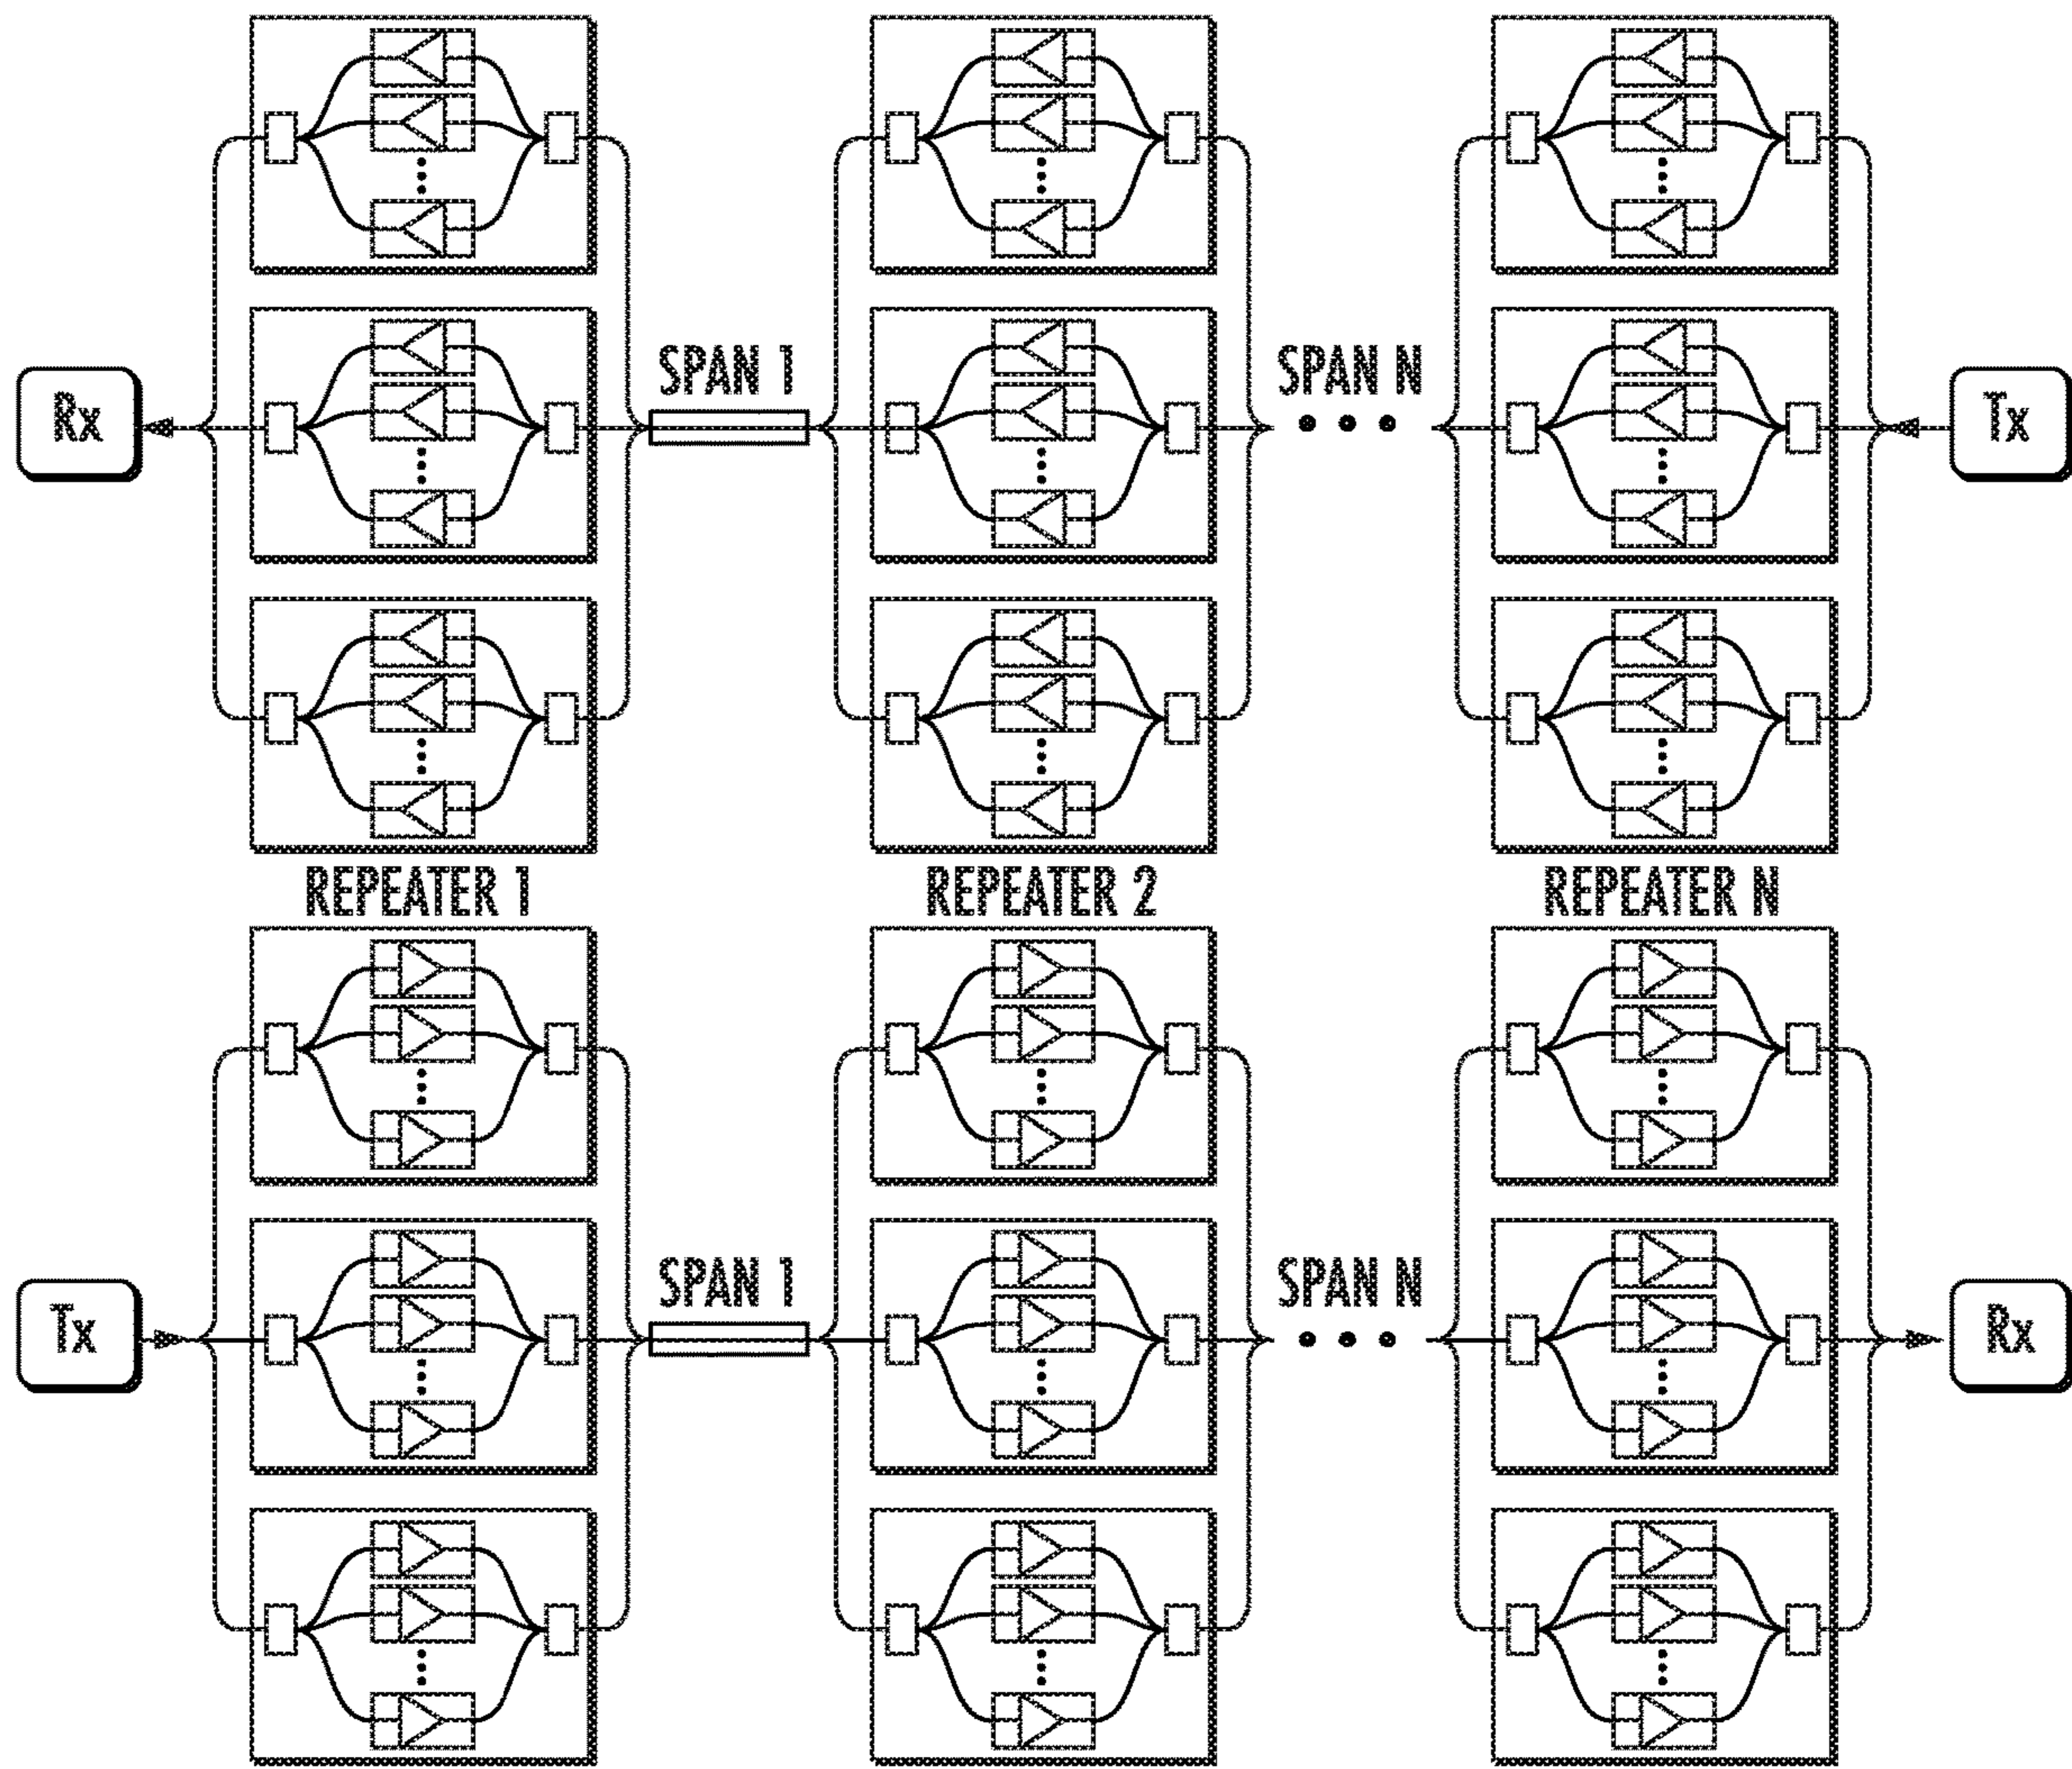 SPAN 1
SPAN N
Rx
Tx
REPEATER 1
REPEATER 2
REPEATER N
SPAN 1
SPAN N
Tx
Rx